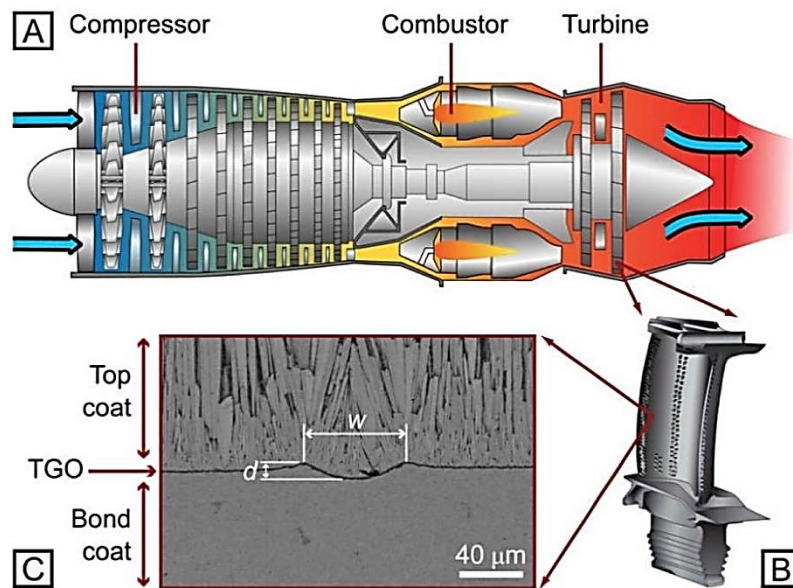 A
Compressor
Combustor
Turbine
Top
coat
w
TGO
d
Bond
coat
40 μm
C
B